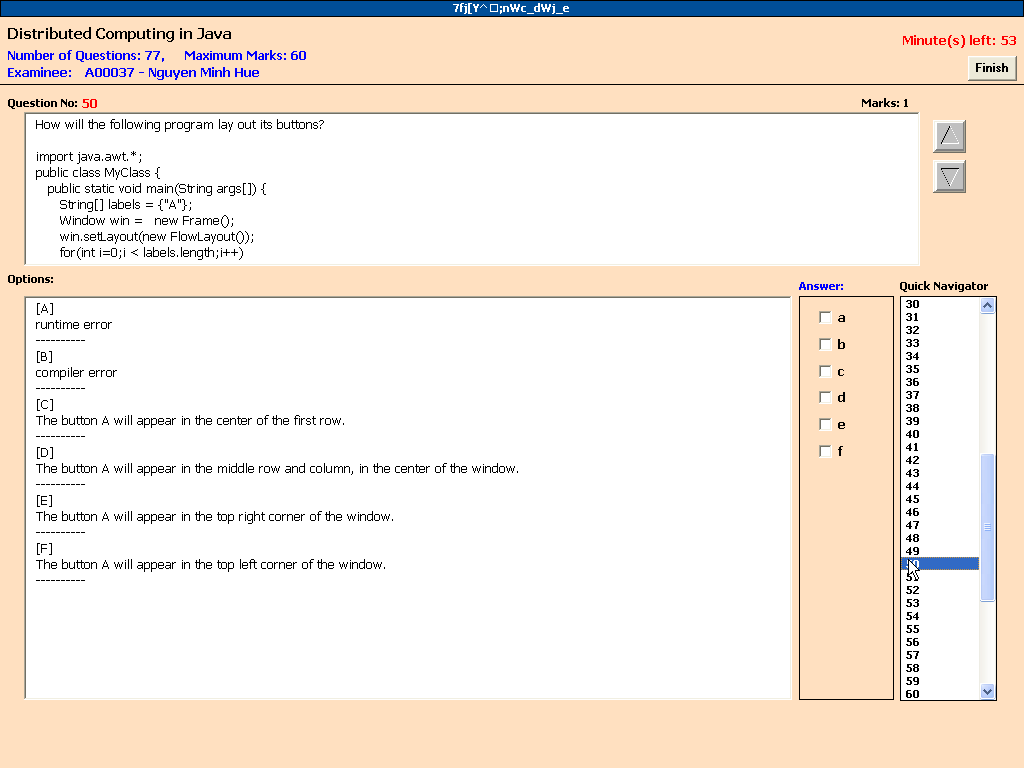 7fj[Y^□;nWc_dWj_e
Distributed Computing in Java
Number of Questions: 77, Maximum Marks: 60
Minute(s) left: 53
Examinee: A00037 - Nguyen Minh Hue
Finish
Question No: 50
Marks: 1
How will the following program lay out its buttons?
import java.awt.*;
public class MyClass {
public static void main(String args[]) {
String[] labels = {"A"};
Window win = new Frame();
win.setLayout(new FlowLayout());
for(int i=0;i < labels.length;i++)
Options:
[A]
runtime error
----------
[B]
compiler error
----------
[C]
The button A will appear in the center of the first row.
----------
[D]
The button A will appear in the middle row and column, in the center of the window.
----------
[E]
The button A will appear in the top right corner of the window.
----------
[F]
The button A will appear in the top left corner of the window.
----------
Answer:
a
b
c
d
e
f
Quick Navigator
30
31
32
33
34
35
36
37
38
39
40
41
42
43
44
45
46
47
48
49
52
53
54
55
56
57
58
59
60